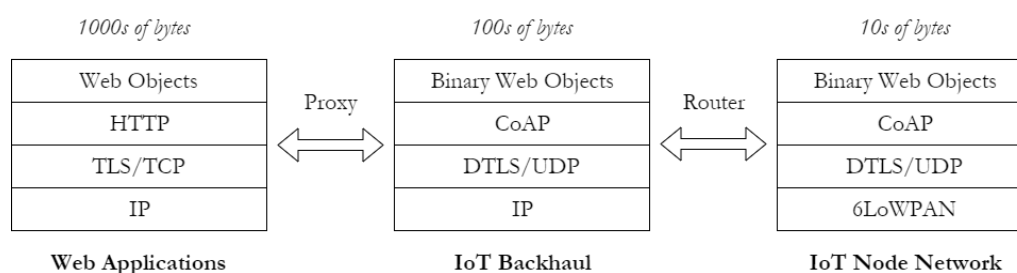 1000s of bytes
100s of bytes
10s of bytes
Web Objects
HTTP
TLS/TCP
IP
Proxy
Binary Web Objects
CoAP
DTLS/UDP
IP
Router
Binary Web Objects
CoAP
DTLS/UDP
6LoWPAN
Web Applications
IoT Backhaul
IoT Node Network